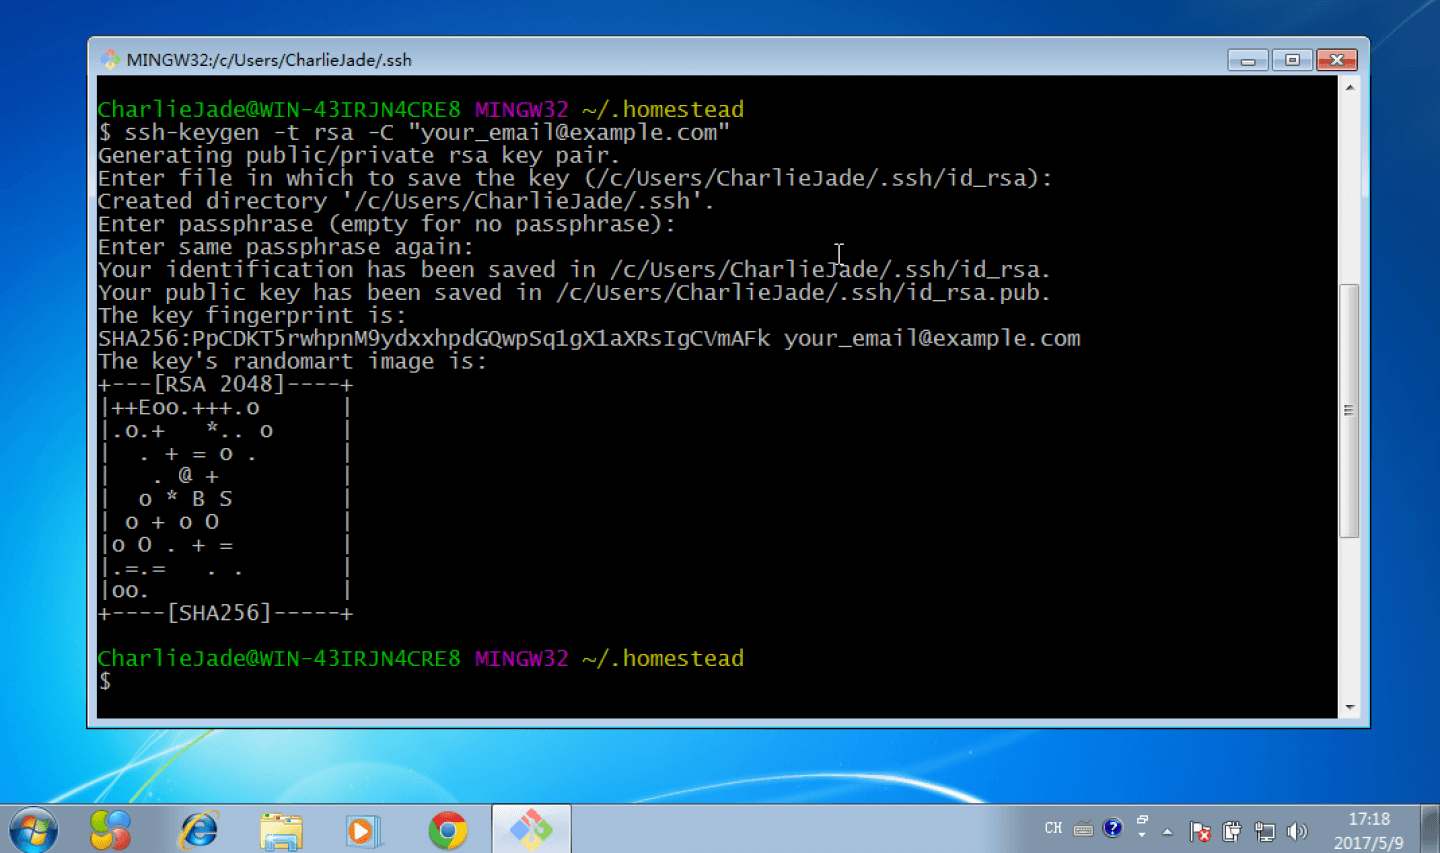 MINGW32:/c/Users/CharlieJade/.ssh
CharlieJade@WIN-43IRJN4CRE8 MINGW32 ~/.homestead
$ ssh-keygen -t rsa -C "your_email@example.com"
Generating public/private rsa key pair.
Enter file in which to save the key (/c/Users/CharlieJade/.ssh/id_rsa):
Created directory '/c/Users/CharlieJade/.ssh'.
Enter passphrase (empty for no passphrase):
Enter same passphrase again:
Your identification has been saved in /c/Users/CharlieJade/.ssh/id_rsa.
Your public key has been saved in /c/Users/CharlieJade/.ssh/id_rsa.pub.
The key fingerprint is:
SHA256:PpCDKT5rwhpnM9ydxxhpdGQwpSq1gX1aXRsIgCVmAFk your_email@example.com
The key's randomart image is:
+---[RSA 2048]----+
|++Eoo.+++.o      |
|.o.+   *.. o     |
|  . + = o .      |
|   . @ +         |
|  o * B S        |
| o + o O         |
|o O . + =        |
|.=.=   . .       |
|oo.              |
+----[SHA256]-----+
CharlieJade@WIN-43IRJN4CRE8 MINGW32 ~/.homestead
$
CH
17:18
2017/5/9